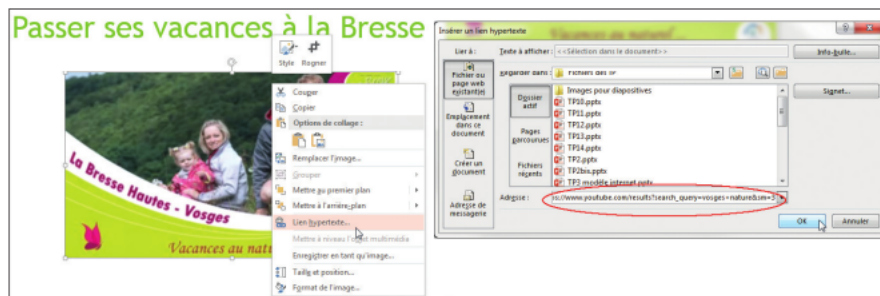 Passer ses vacances à la Bresse
Style Rogner
Couper
Copier
Options de collage :
Remplacer l'image...
Grouper
Mettre au premier plan
Mettre à l'arrière-plan
Lien hypertexte...
Mettre à niveau l'objet multimédia
Enregistrer en tant qu'image...
Taille et position...
Format de l'image...
La Bresse Hautes - Vosges
Vacances au natu
Insérer un lien hypertexte
Lier à :
Texte à afficher : <<Sélection dans le document>>
Info-bulle...
Fichier ou
page web
existant(e)
Emplacement
dans ce
document
Créer un
document
Adresse de
messagerie
Regarder dans :
Fichiers des TP
Signet...
Dossier
actif
Pages
parcourues
Fichiers
récents
Images pour diapositives
TP10.pptx
TP11.pptx
TP12.pptx
TP13.pptx
TP14.pptx
TP2.pptx
TP2bis.pptx
TP3 modèle internet.pptx
Adresse :
s://www.youtube.com/results?search_query=vosges+nature&sm=3
OK
Annuler